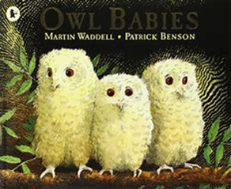 OWL BABIES
MARTIN WADDELL • PATRICK BENSON